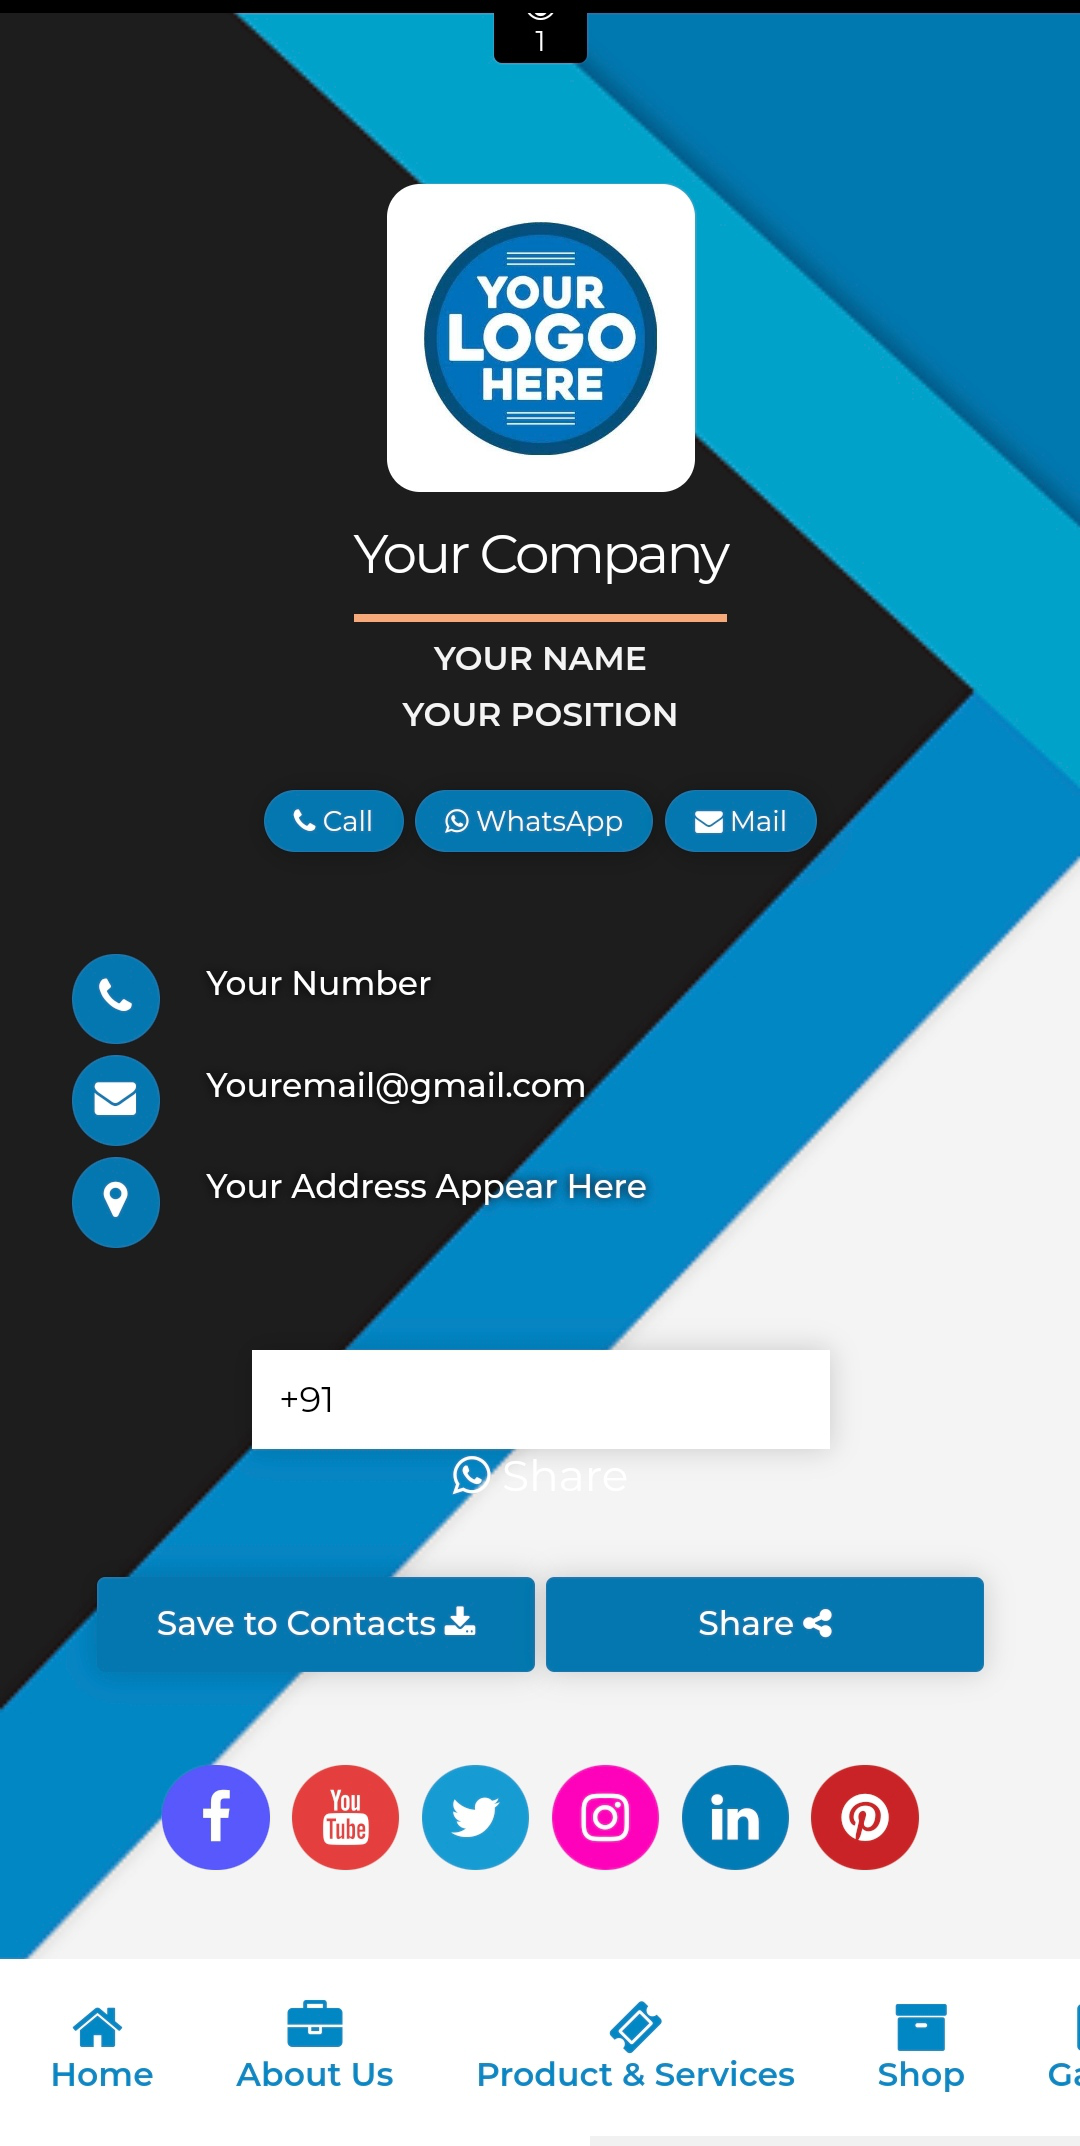 1
YOUR
LOGO
HERE
Your Company
YOUR NAME
YOUR POSITION
Call WhatsApp Mail
Your Number
Youremail@gmail.com
Your Address Appear Here
+91
Share
Save to Contacts Share
You
Tube
in
Home About Us Product & Services Shop Ga